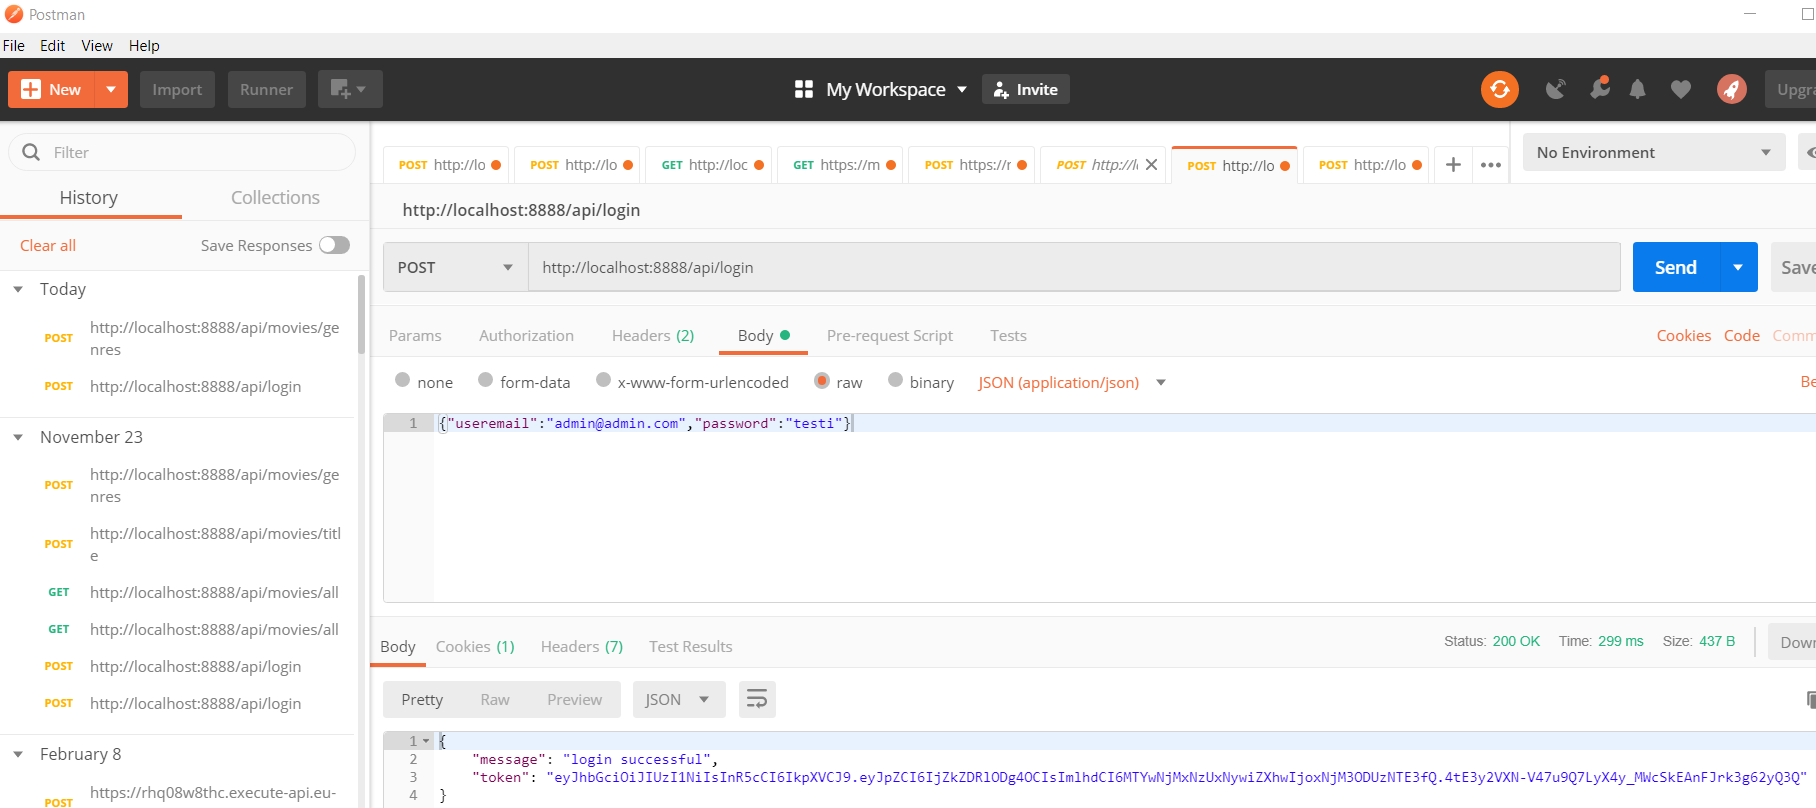 Postman
File Edit View Help
New Import Runner My Workspace Invite Upgra
Filter
History Collections
Clear all Save Responses
Today
POST http://localhost:8888/api/movies/ge
nres
POST http://localhost:8888/api/login
November 23
POST http://localhost:8888/api/movies/ge
nres
POST http://localhost:8888/api/movies/titl
e
GET http://localhost:8888/api/movies/all
GET http://localhost:8888/api/movies/all
POST http://localhost:8888/api/login
POST http://localhost:8888/api/login
February 8
POST https://rhq08w8thc.execute-api.eu-
POST http://lo POST http://lo GET http://loc GET https://m POST https://r POST http://l POST http://lo POST http://lo
No Environment
http://localhost:8888/api/login
POST http://localhost:8888/api/login Send Save
Params Authorization Headers (2) Body Pre-request Script Tests Cookies Code Comm
none form-data x-www-form-urlencoded raw binary JSON (application/json) Be
1 {"useremail":"admin@admin.com","password":"testi"}
Body Cookies (1) Headers (7) Test Results Status: 200 OK Time: 299 ms Size: 437 B Down
Pretty Raw Preview JSON
1 {
2 "message": "login successful",
3 "token": "eyJhbGciOiJIUzI1NiIsInR5cCI6IkpXVCJ9.eyJpZCI6IjZkZDRlODg4OCIsImlhdCI6MTYwNjMxNzUxNywiZXhwIjoxNjM3ODUzNTE3fQ.4tE3y2VXN-V47u9Q7LyX4y_MWcSkEAnFJrk3g62yQ3Q"
4 }